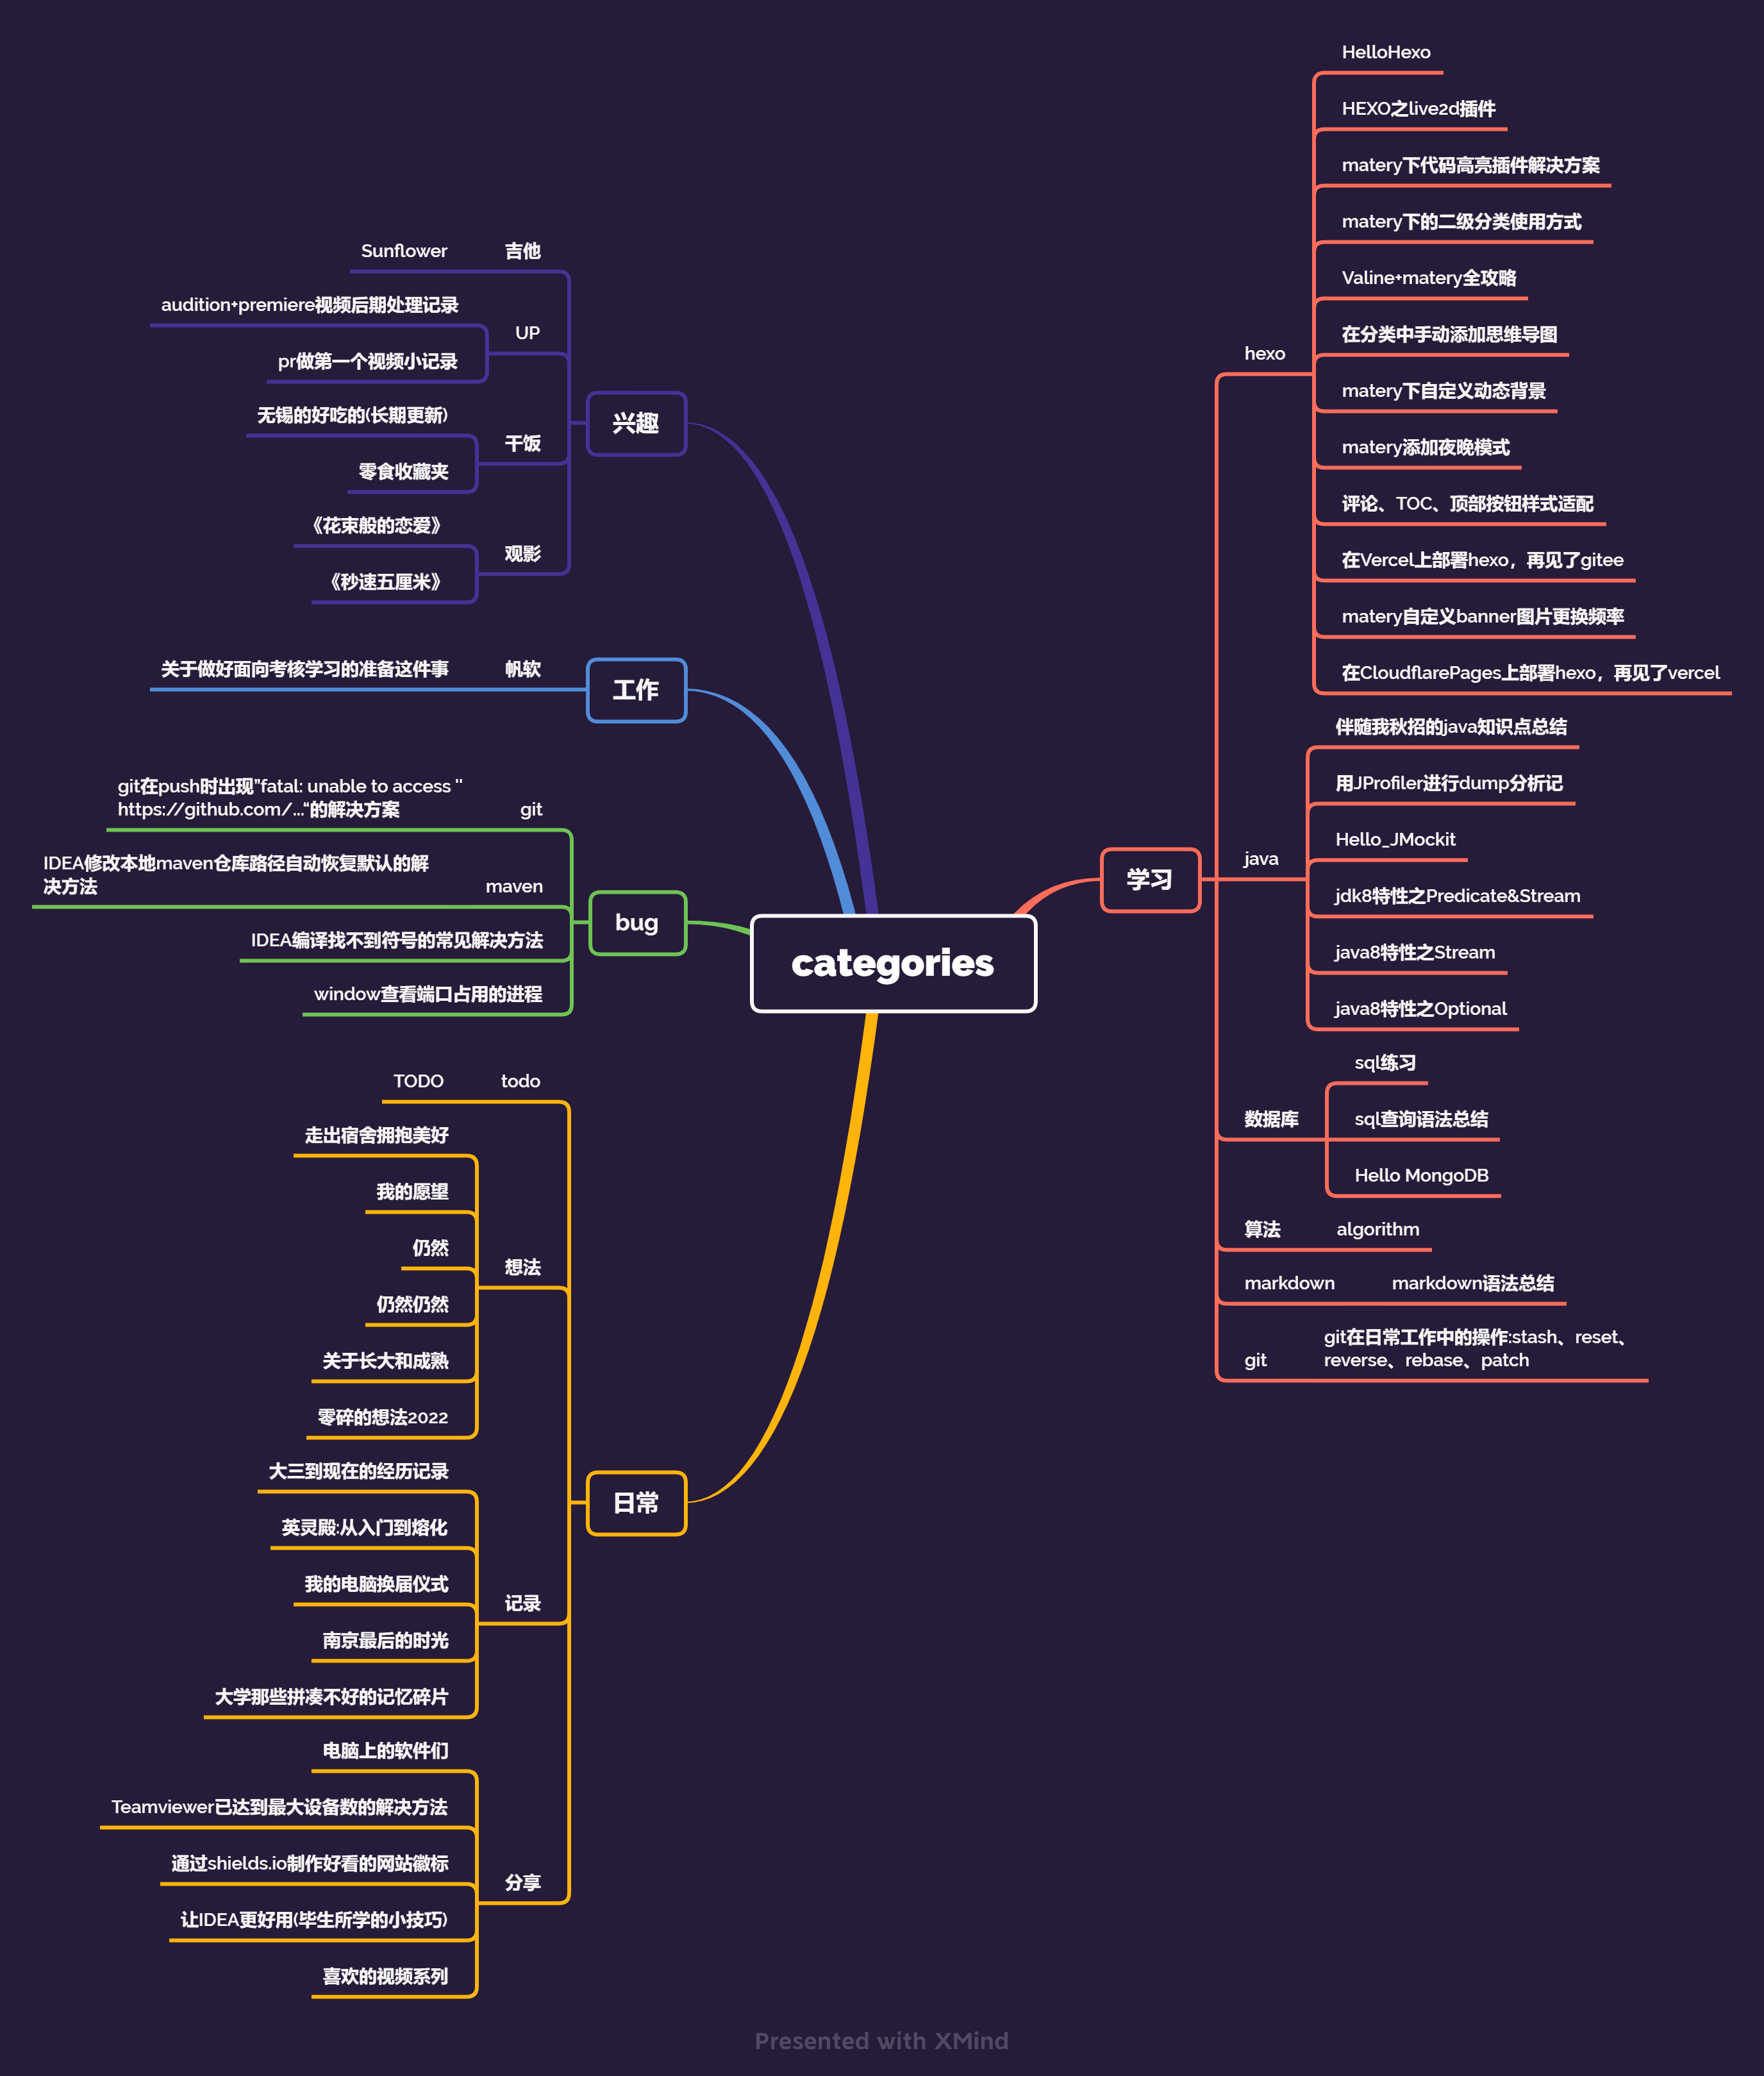 categories
学习
hexo
HelloHexo
HEXO之live2d插件
matery下代码高亮插件解决方案
matery下的二级分类使用方式
Valine+matery全攻略
在分类中手动添加思维导图
matery下自定义动态背景
matery添加夜晚模式
评论、TOC、顶部按钮样式适配
在Vercel上部署hexo，再见了gitee
matery自定义banner图片更换频率
在CloudflarePages上部署hexo，再见了vercel
java
伴随我秋招的java知识点总结
用JProfiler进行dump分析记
Hello_JMockit
jdk8特性之Predicate&Stream
java8特性之Stream
java8特性之Optional
数据库
sql练习
sql查询语法总结
Hello MongoDB
算法
algorithm
markdown
markdown语法总结
git
git在日常工作中的操作:stash、reset、
reverse、rebase、patch
兴趣
吉他
Sunflower
UP
audition+premiere视频后期处理记录
pr做第一个视频小记录
干饭
无锡的好吃的(长期更新)
零食收藏夹
观影
《花束般的恋爱》
《秒速五厘米》
工作
帆软
关于做好面向考核学习的准备这件事
bug
git
git在push时出现"fatal: unable to access ''
https://github.com/..."的解决方案
maven
IDEA修改本地maven仓库路径自动恢复默认的解
决方法
IDEA编译找不到符号的常见解决方法
window查看端口占用的进程
日常
todo
TODO
想法
走出宿舍拥抱美好
我的愿望
仍然
仍然仍然
关于长大和成熟
零碎的想法2022
记录
大三到现在的经历记录
英灵殿:从入门到熔化
我的电脑换届仪式
南京最后的时光
大学那些拼凑不好的记忆碎片
分享
电脑上的软件们
Teamviewer已达到最大设备数的解决方法
通过shields.io制作好看的网站徽标
让IDEA更好用(毕生所学的小技巧)
喜欢的视频系列
Presented with XMind